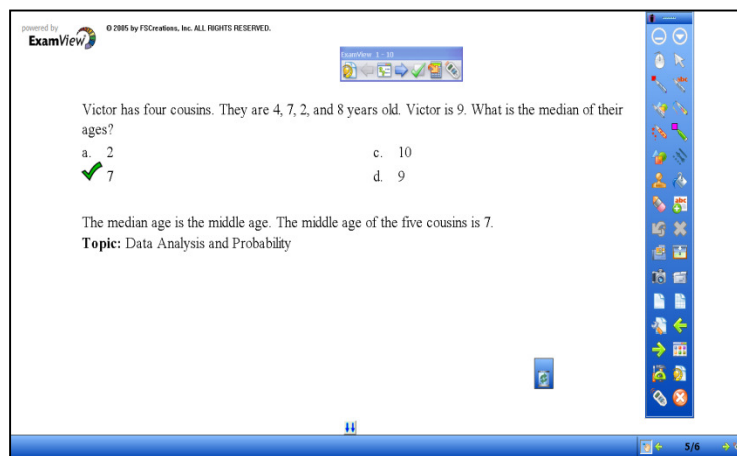 powered by
ExamView
© 2005 by FSCreations, Inc. ALL RIGHTS RESERVED.
ExamView 1 - 10
Victor has four cousins. They are 4, 7, 2, and 8 years old. Victor is 9. What is the median of their
ages?
a. 2
c. 10
7
d. 9
The median age is the middle age. The middle age of the five cousins is 7.
Topic: Data Analysis and Probability
5/6